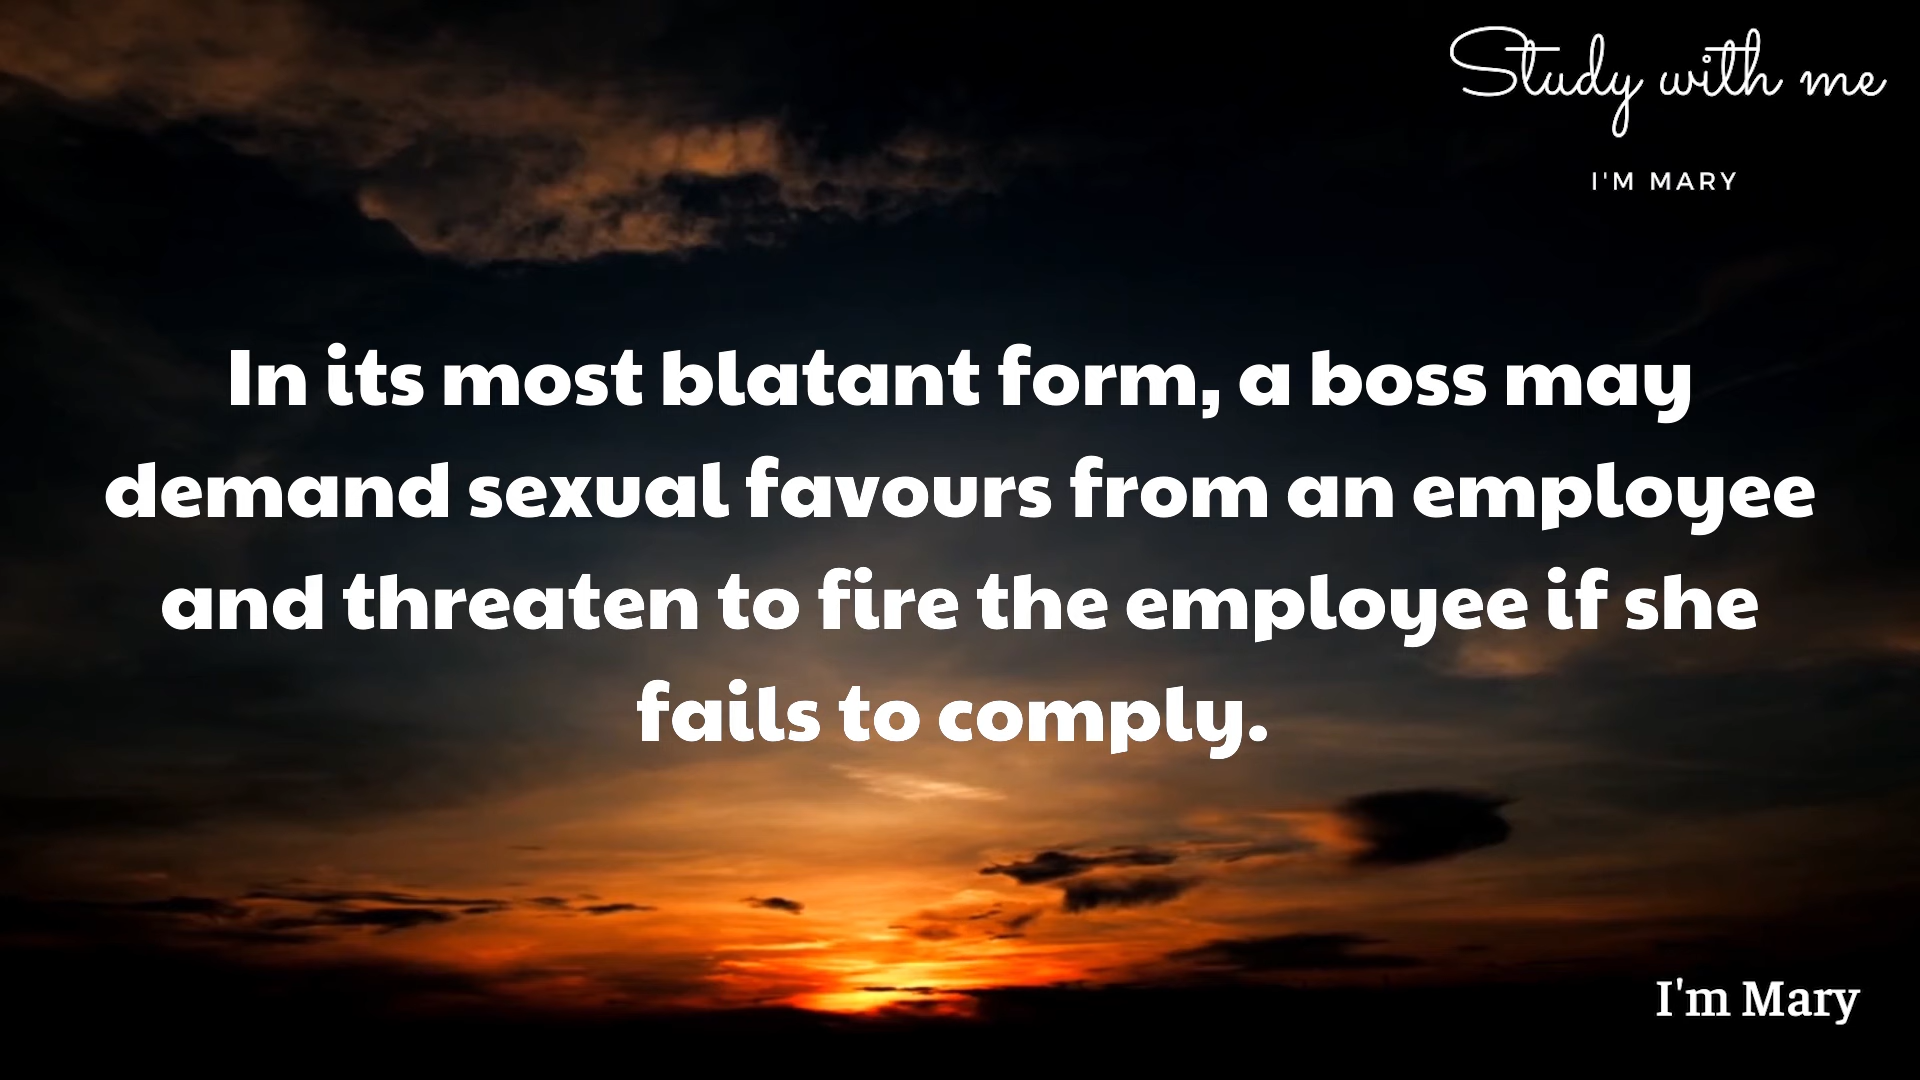 Study with me
I'M MARY
In its most blatant form, a boss may
demand sexual favours from an employee
and threaten to fire the employee if she
fails to comply.
I'm Mary